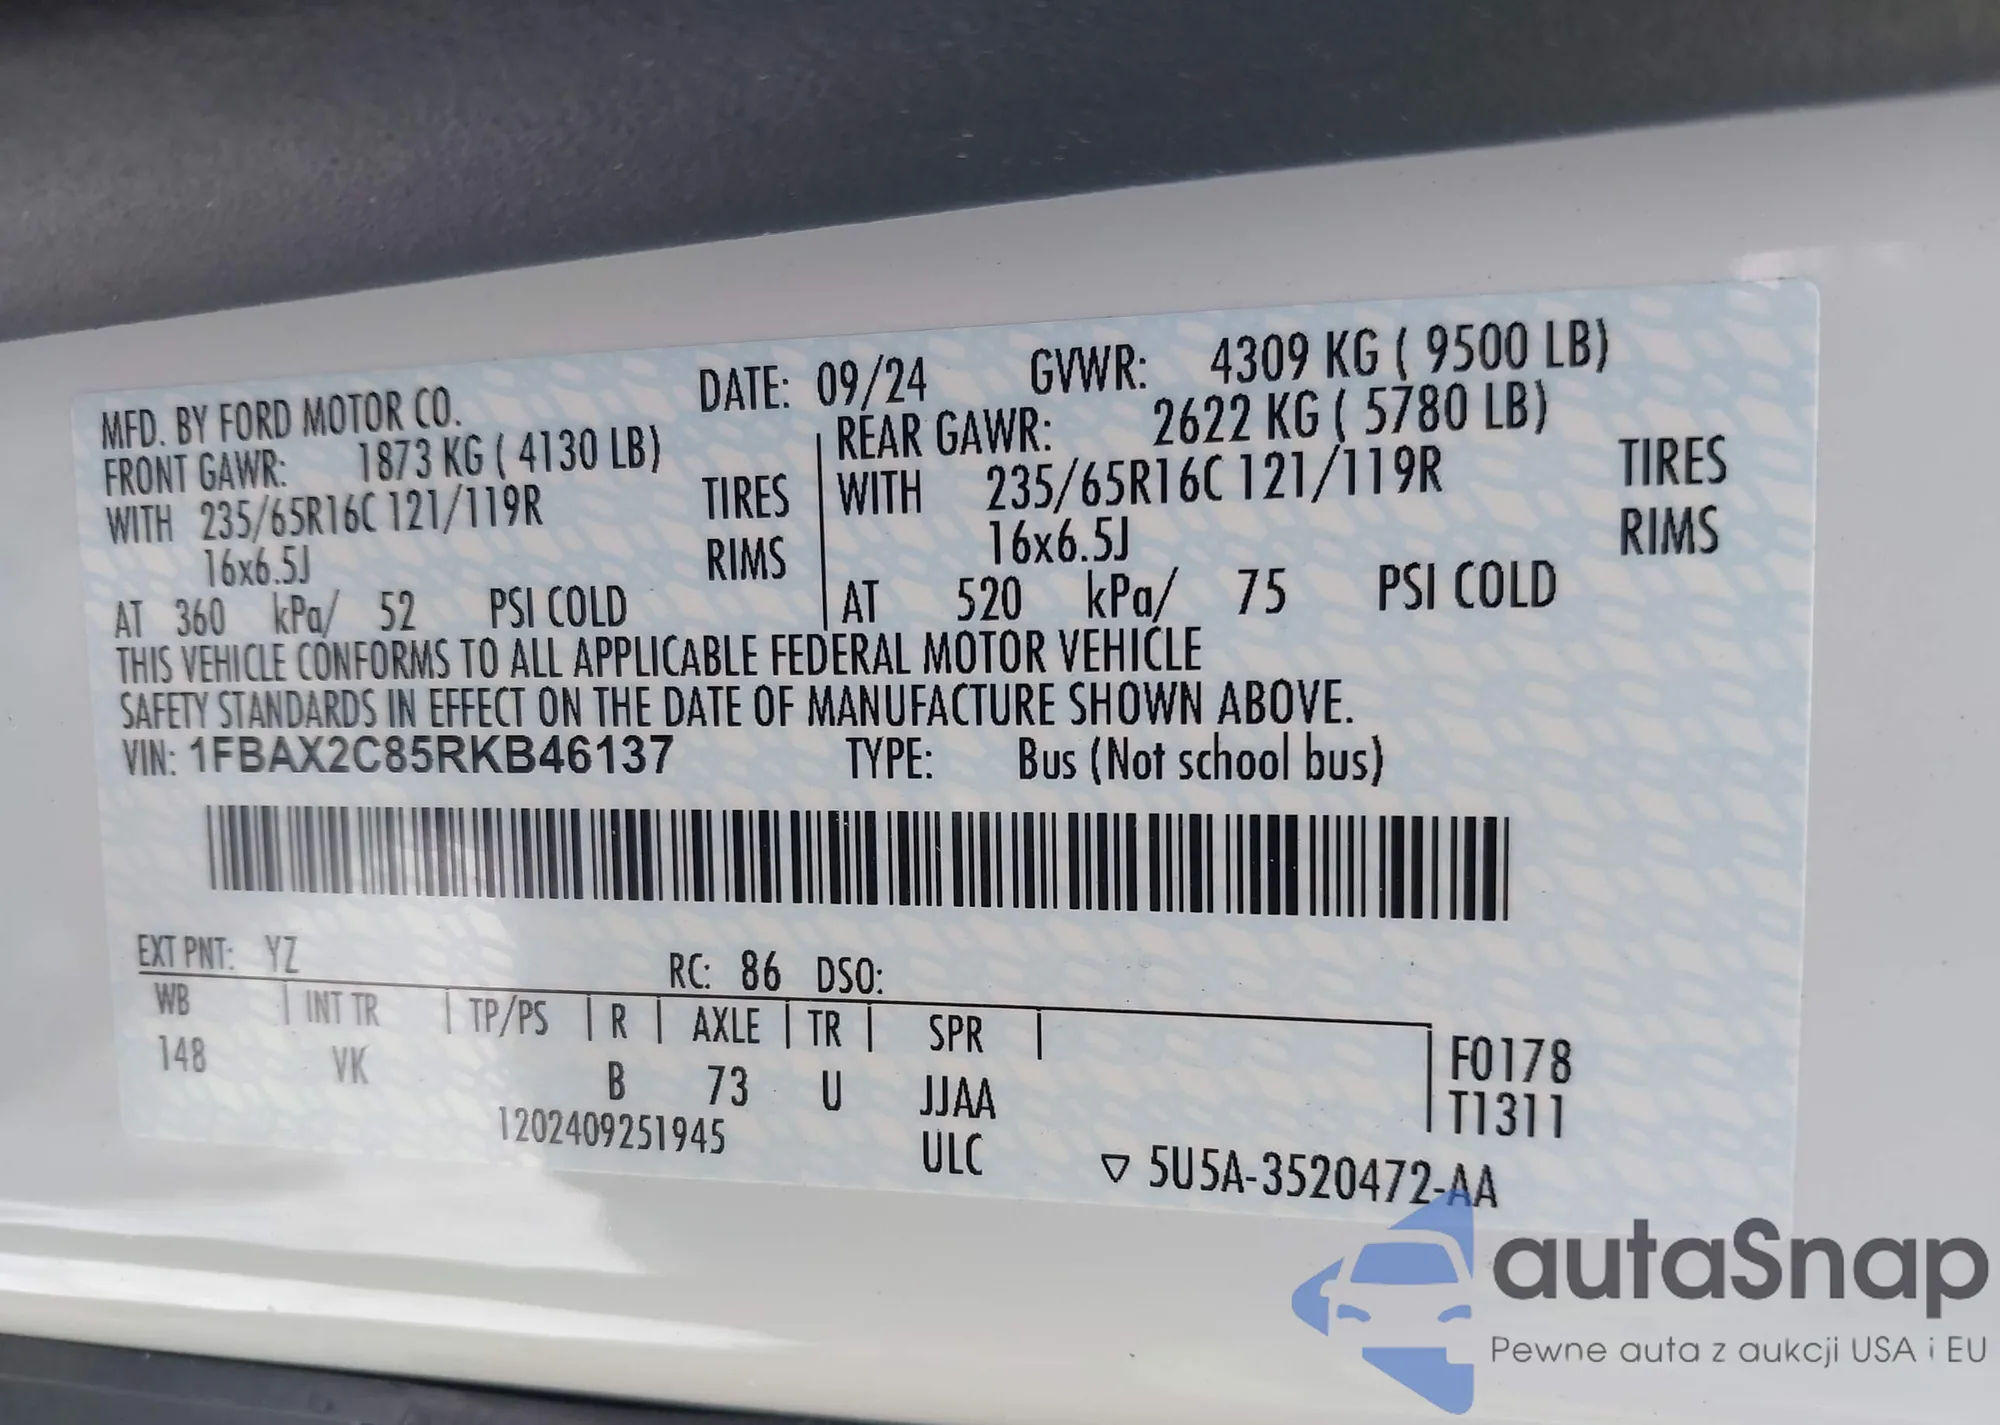 MFD. BY FORD MOTOR CO. DATE: 09/24 GVWR: 4309 KG ( 9500 LB)
FRONT GAWR: 1873 KG ( 4130 LB) REAR GAWR: 2622 KG ( 5780 LB)
WITH 235/65R16C 121/119R TIRES WITH 235/65R16C 121/119R TIRES
16x6.5J RIMS 16x6.5J RIMS
AT 360 kPa/ 52 PSI COLD AT 520 kPa/ 75 PSI COLD
THIS VEHICLE CONFORMS TO ALL APPLICABLE FEDERAL MOTOR VEHICLE
SAFETY STANDARDS IN EFFECT ON THE DATE OF MANUFACTURE SHOWN ABOVE.
VIN: 1FBAX2C85RKB46137 TYPE: Bus (Not school bus)
EXT PNT: YZ RC: 86 DSO:
WB | INT TR | TP/PS | R | AXLE | TR | SPR | F0178
148 VK B 73 U JJAA T1311
1202409251945 ULC ▽ 5U5A-3520472-AA
autaSnap
Pewne auta z aukcji USA i EU